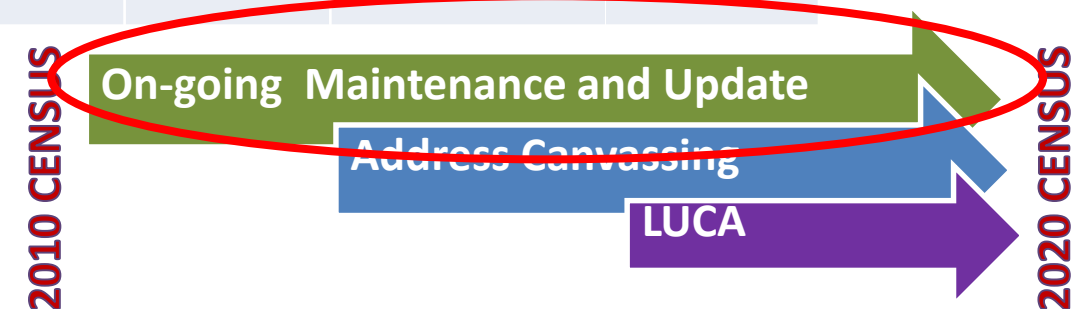 2010 CENSUS
On-going  Maintenance and Update
Address Canvassing
LUCA
2020 CENSUS